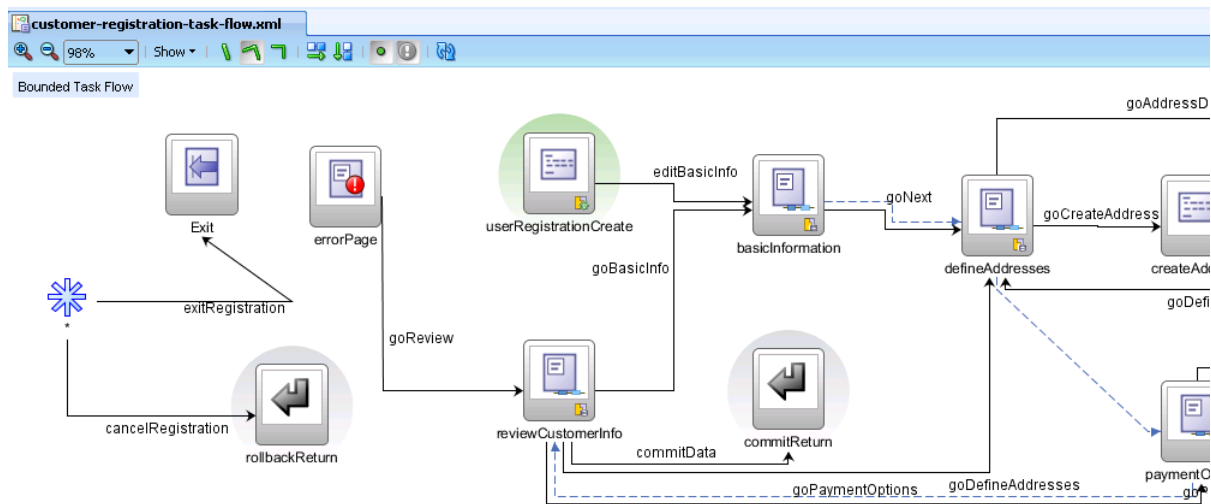 customer-registration-task-flow.xml
98%
Show
Bounded Task Flow
goAddressD
Exit
errorPage
userRegistrationCreate
editBasicInfo
basicInformation
goNext
defineAddresses
goCreateAddress
createAdd
goBasicInfo
goDefi
exitRegistration
*
goReview
cancelRegistration
rollbackReturn
reviewCustomerInfo
commitReturn
commitData
paymentO
goPaymentOptions
goDefineAddresses